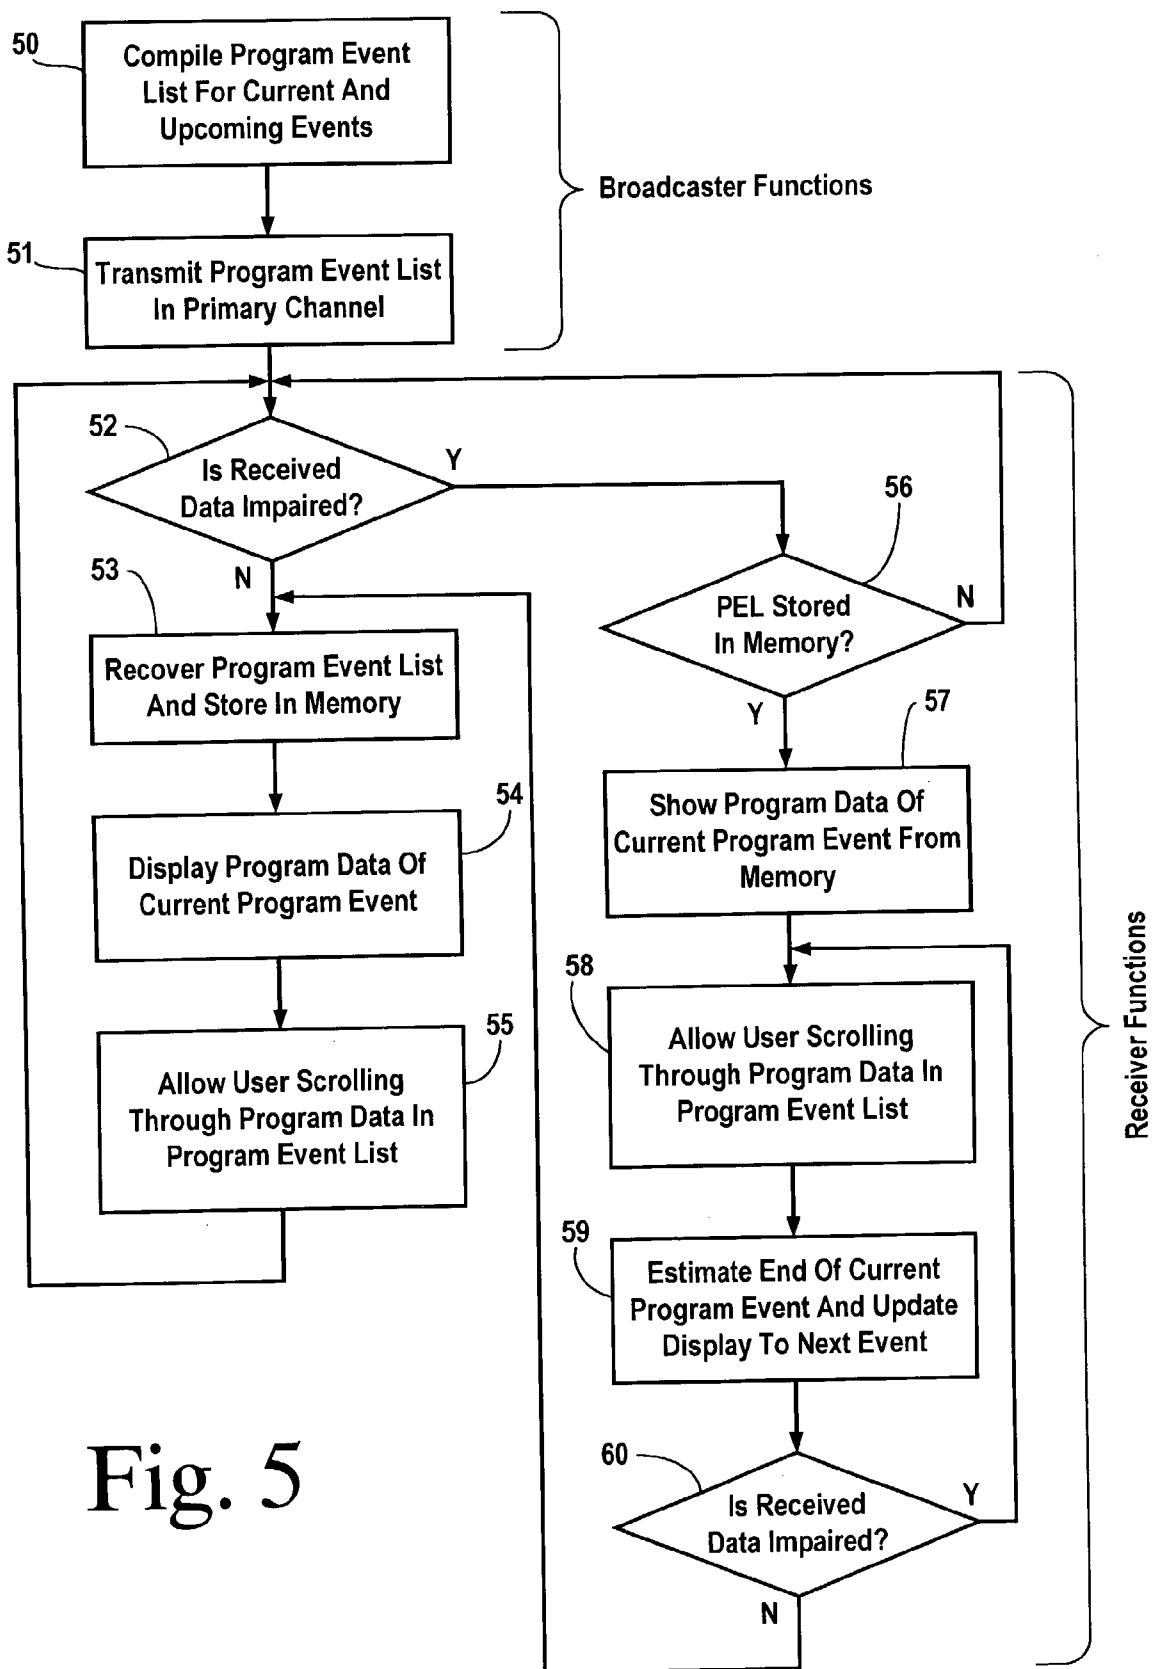 50
Compile Program Event
List For Current And
Upcoming Events
Broadcaster Functions
51
Transmit Program Event List
In Primary Channel
52
Is Received
Data Impaired?
Y
N
53
Recover Program Event List
And Store In Memory
54
Display Program Data Of
Current Program Event
55
Allow User Scrolling
Through Program Data In
Program Event List
56
PEL Stored
In Memory?
N
Y
57
Show Program Data Of
Current Program Event From
Memory
58
Allow User Scrolling
Through Program Data In
Program Event List
59
Estimate End Of Current
Program Event And Update
Display To Next Event
60
Is Received
Data Impaired?
Y
N
Receiver Functions
Fig. 5